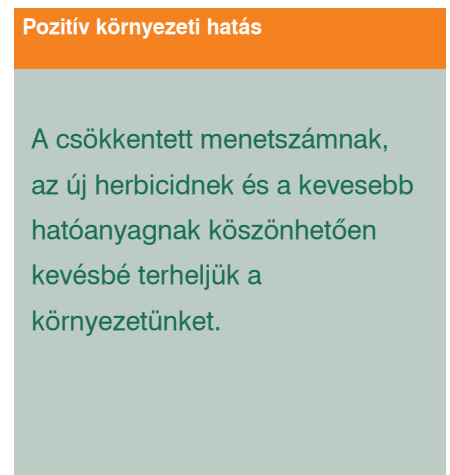 Pozitív környezeti hatás
A csökkentett menetszámnak,
az új herbicidnek és a kevesebb
hatóanyagnak köszönhetően
kevésbé terheljük a
környezetünket.